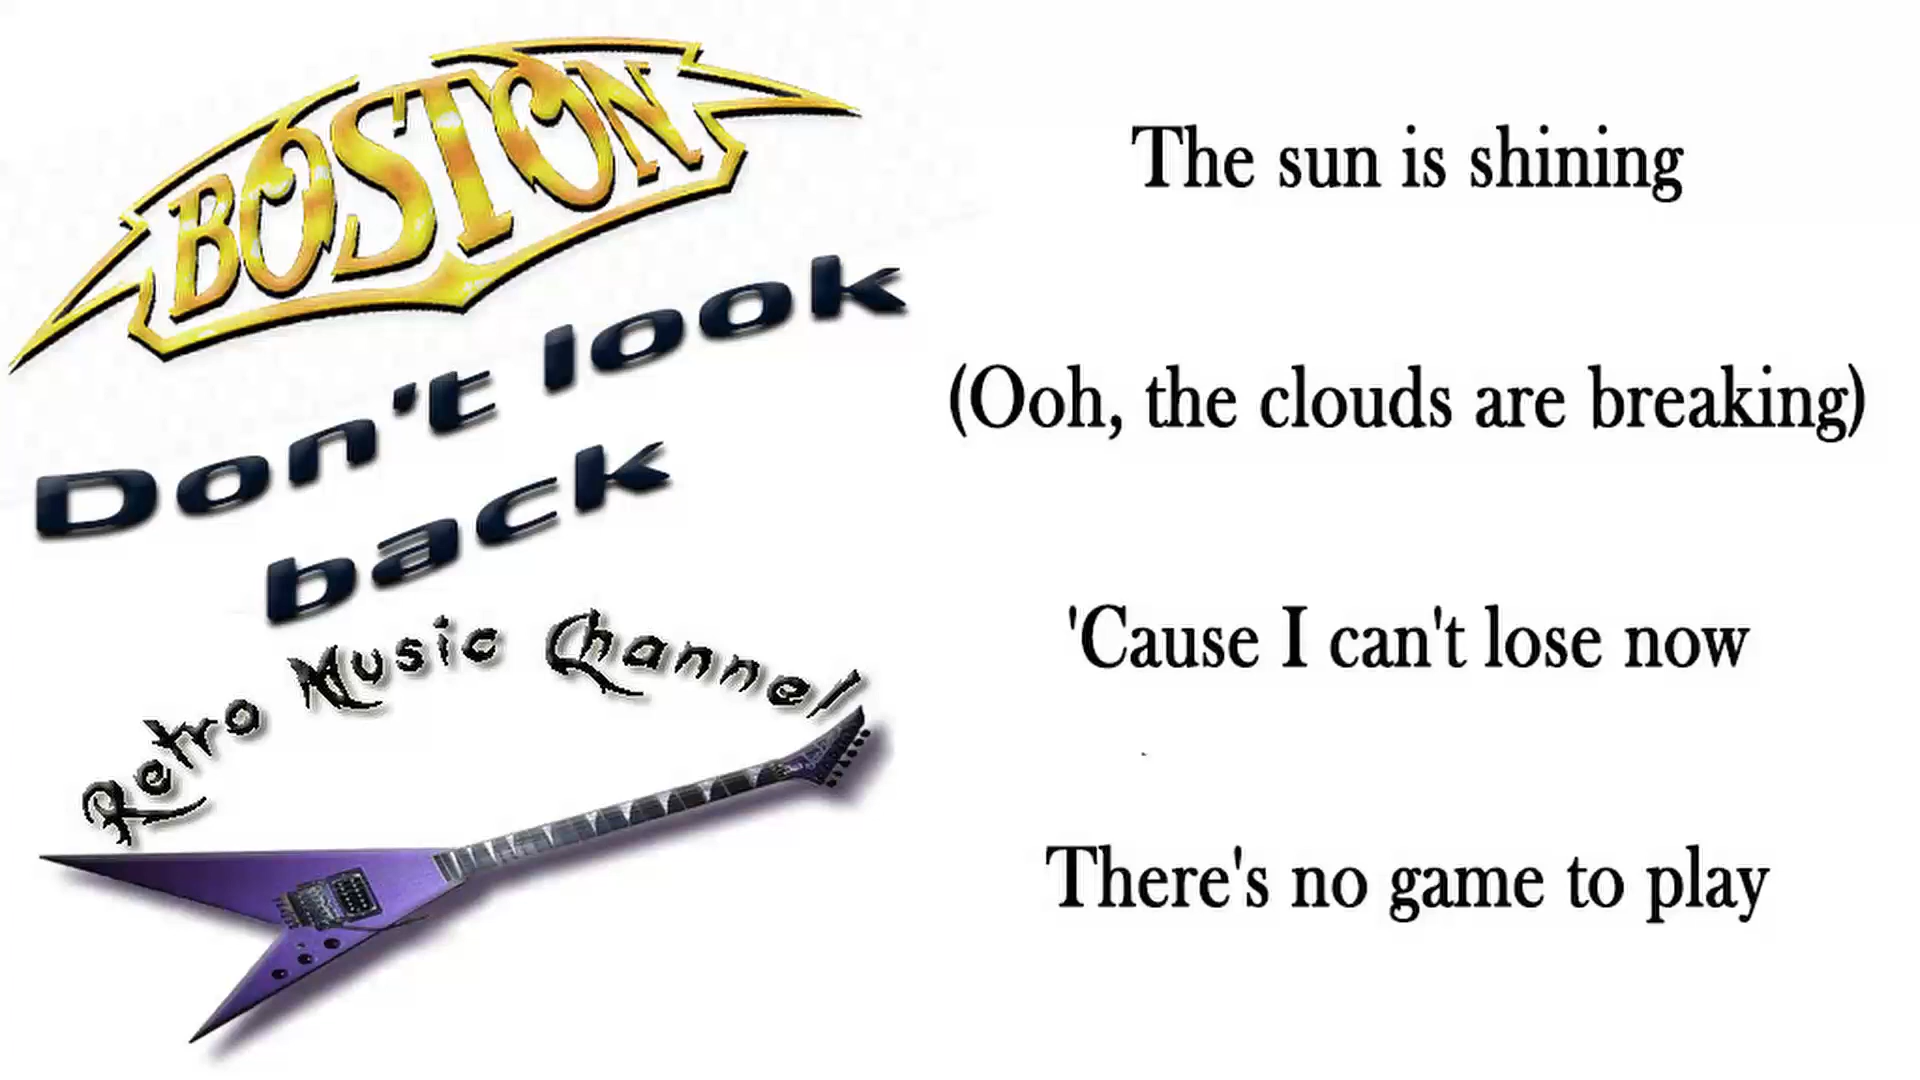 BOSTON
Don't look
back
Retro Music Channel
The sun is shining
(Ooh, the clouds are breaking)
'Cause I can't lose now
There's no game to play